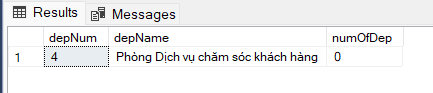 Results Messages
depNum depName numOfDep
1 4 Phòng Dịch vụ chăm sóc khách hàng 0